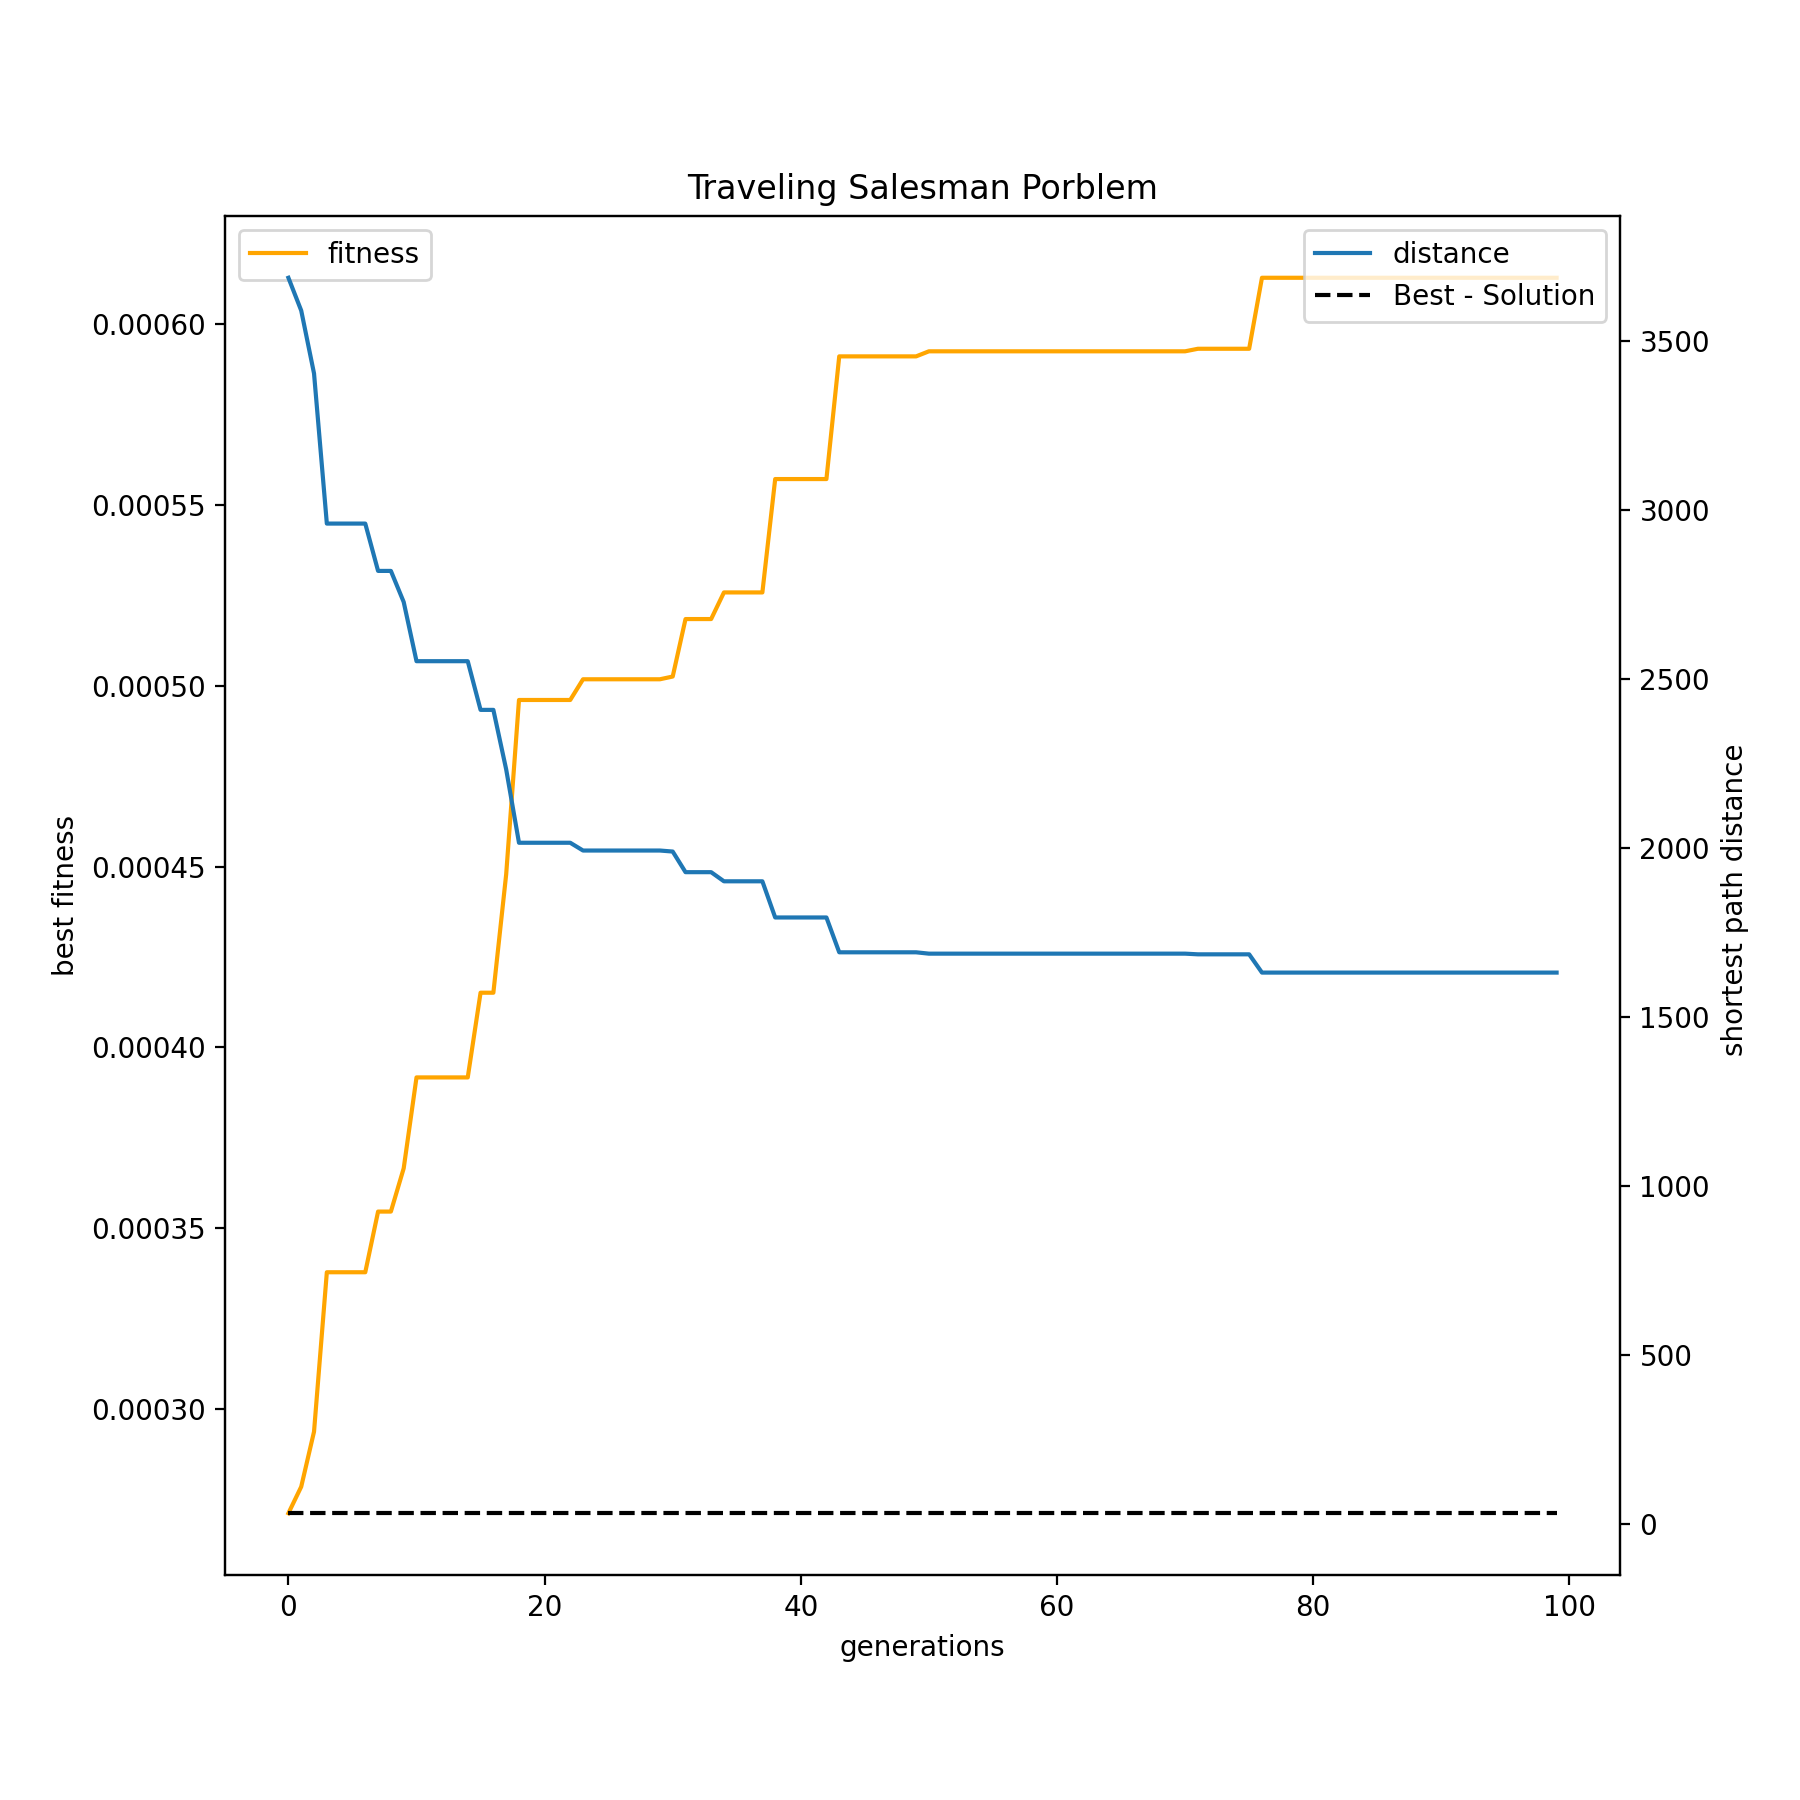 Traveling Salesman Porblem
fitness
distance
Best - Solution
0.00060
0.00055
0.00050
0.00045
0.00040
0.00035
0.00030
best fitness
3500
3000
2500
2000
1500
1000
500
0
shortest path distance
0 20 40 60 80 100
generations